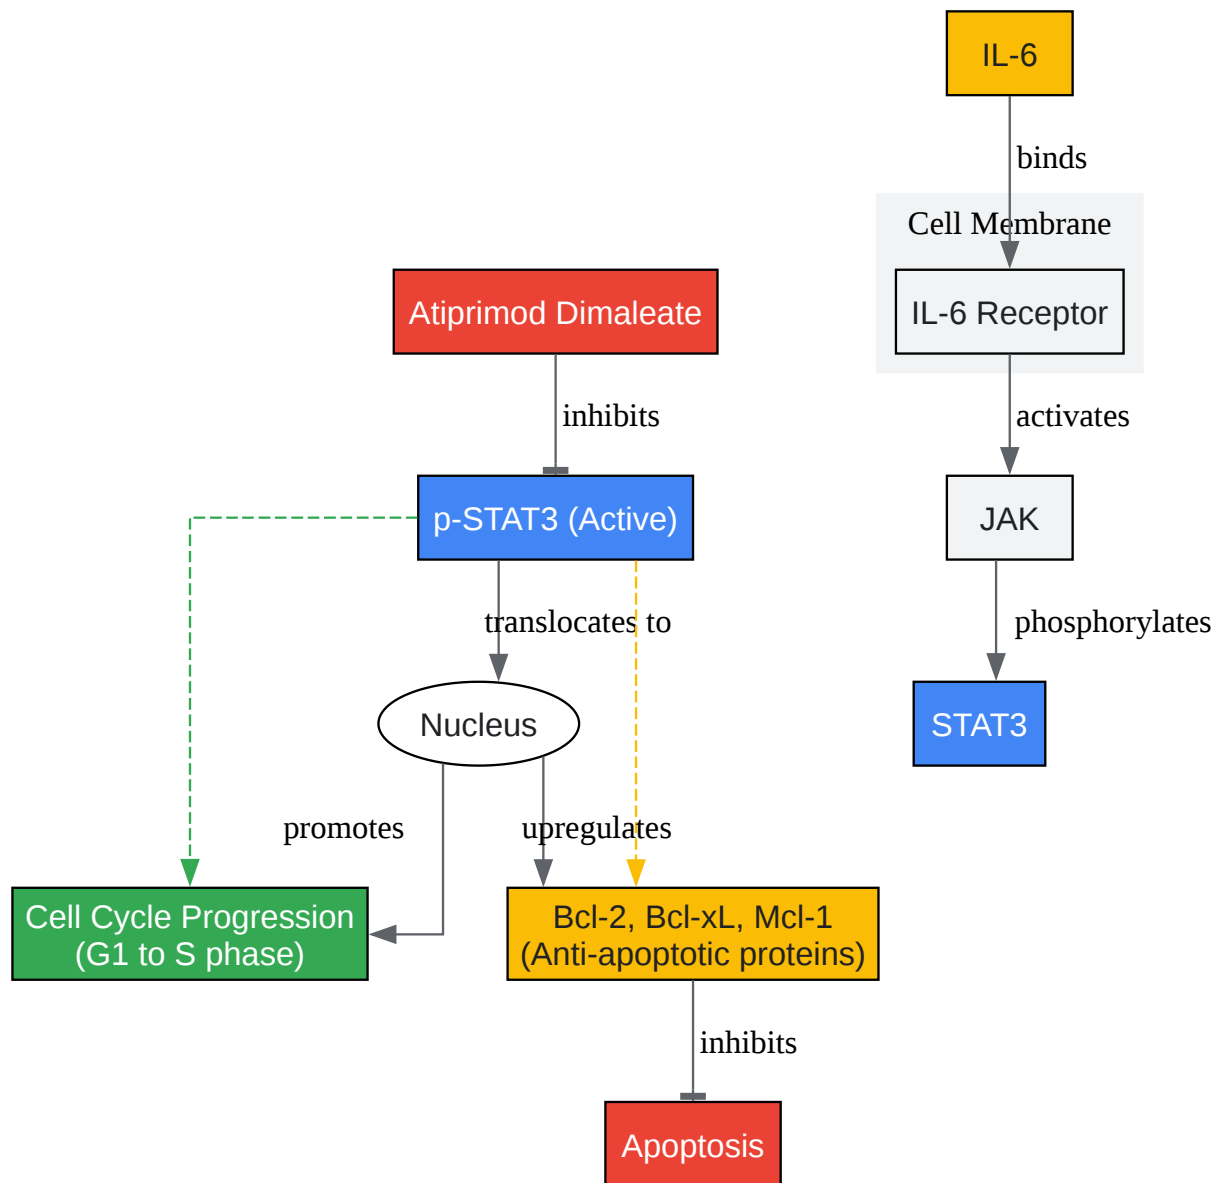 IL-6
binds
Cell Membrane
IL-6 Receptor
Atiprimod Dimaleate
inhibits
activates
p-STAT3 (Active)
JAK
translocates to
phosphorylates
Nucleus
STAT3
promotes
upregulates
Cell Cycle Progression
(G1 to S phase)
Bcl-2, Bcl-xL, Mcl-1
(Anti-apoptotic proteins)
inhibits
Apoptosis